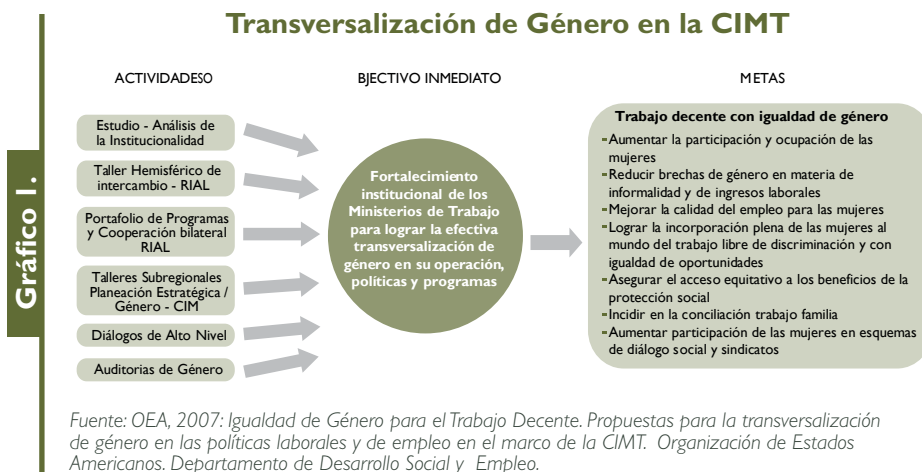 Transversalización de Género en la CIMT
Gráfico 1.
ACTIVIDADESO
BJECTIVO INMEDIATO
METAS
Estudio - Análisis de
la Institucionalidad
Taller Hemisférico de
intercambio - RIAL
Portafolio de Programas
y Cooperación bilateral
RIAL
Talleres Subregionales
Planeación Estratégica /
Género - CIM
Diálogos de Alto Nivel
Auditorias de Género
Fortalecimiento
institucional de los
Ministerios de Trabajo
para lograr la efectiva
transversalización de
género en su operación,
políticas y programas
Trabajo decente con igualdad de género
-Aumentar la participación y ocupación de las
mujeres
-Reducir brechas de género en materia de
informalidad y de ingresos laborales
-Mejorar la calidad del empleo para las mujeres
-Lograr la incorporación plena de las mujeres al
mundo del trabajo libre de discriminación y con
igualdad de oportunidades
-Asegurar el acceso equitativo a los beneficios de la
protección social
-Incidir en la conciliación trabajo familia
-Aumentar participación de las mujeres en esquemas
de diálogo social y sindicatos
Fuente: OEA, 2007: Igualdad de Género para el Trabajo Decente. Propuestas para la transversalización
de género en las políticas laborales y de empleo en el marco de la CIMT. Organización de Estados
Americanos. Departamento de Desarrollo Social y Empleo.